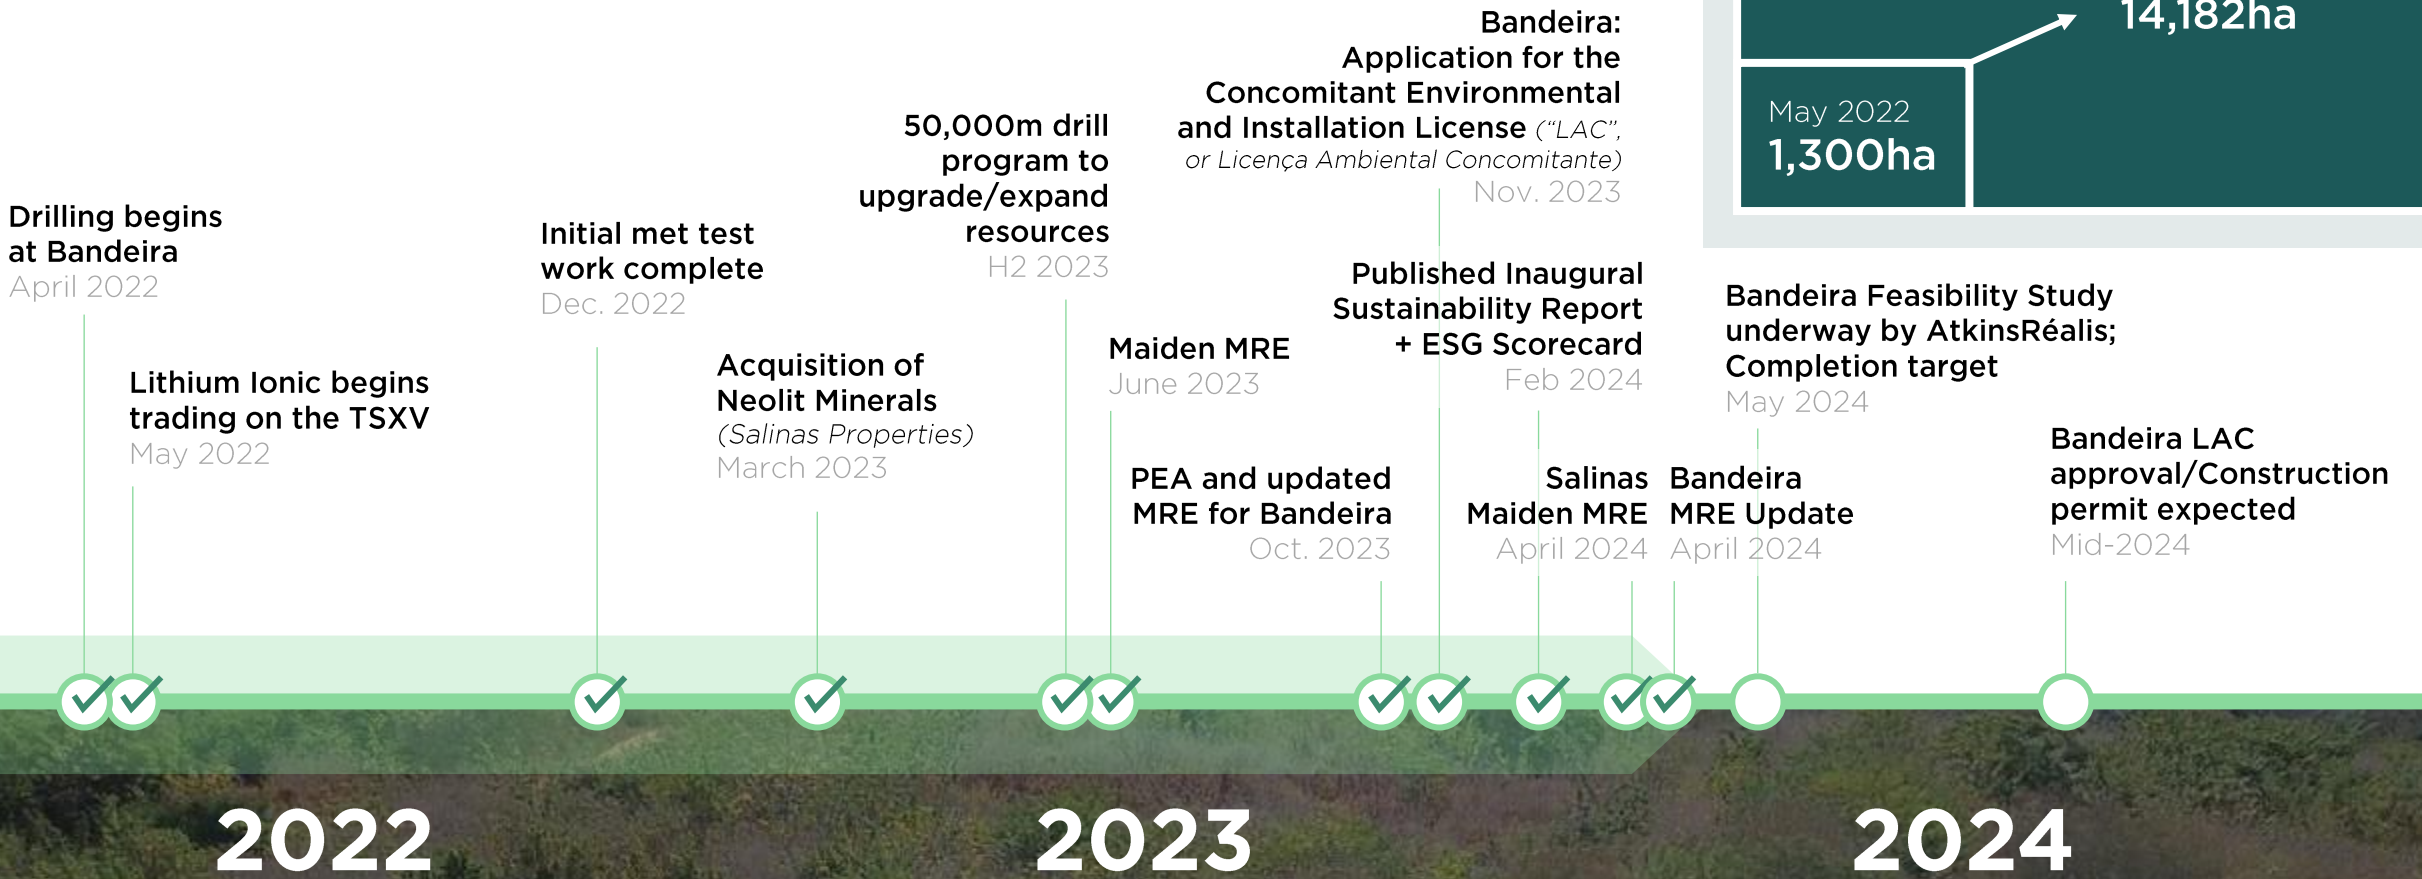 Drilling begins
at Bandeira
April 2022
Lithium Ionic begins
trading on the TSXV
May 2022
Initial met test
work complete
Dec. 2022
Acquisition of
Neolit Minerals
(Salinas Properties)
March 2023
50,000m drill
program to
upgrade/expand
resources
H2 2023
Maiden MRE
June 2023
PEA and updated
MRE for Bandeira
Oct. 2023
Bandeira:
Application for the
Concomitant Environmental
and Installation License (“LAC”,
or Licença Ambiental Concomitante)
Nov. 2023
Published Inaugural
Sustainability Report
+ ESG Scorecard
Feb 2024
Salinas
Maiden MRE
April 2024
Bandeira
MRE Update
April 2024
Bandeira Feasibility Study
underway by AtkinsRéalis;
Completion target
May 2024
Bandeira LAC
approval/Construction
permit expected
Mid-2024
14,182ha
May 2022
1,300ha
2022
2023
2024